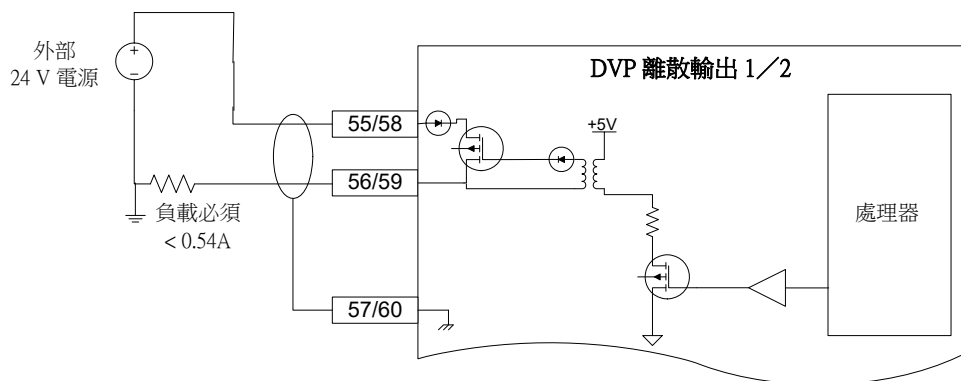 外部
24 V 電源
DVP 離散輸出 1／2
55/58
+5V
56/59
負載必須
< 0.54A
處理器
57/60